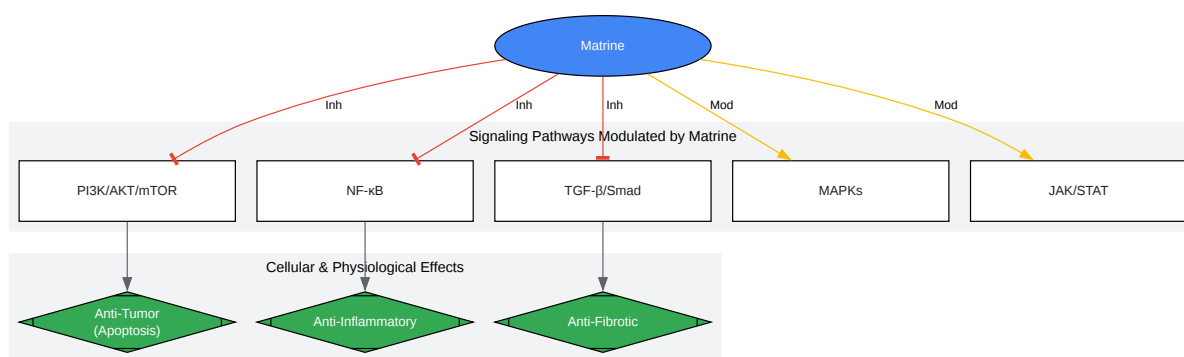 Matrine
Inh
Inh
Inh
Mod
Mod
Signaling Pathways Modulated by Matrine
PI3K/AKT/mTOR
NF-κB
TGF-β/Smad
MAPKs
JAK/STAT
Cellular & Physiological Effects
Anti-Tumor
(Apoptosis)
Anti-Inflammatory
Anti-Fibrotic